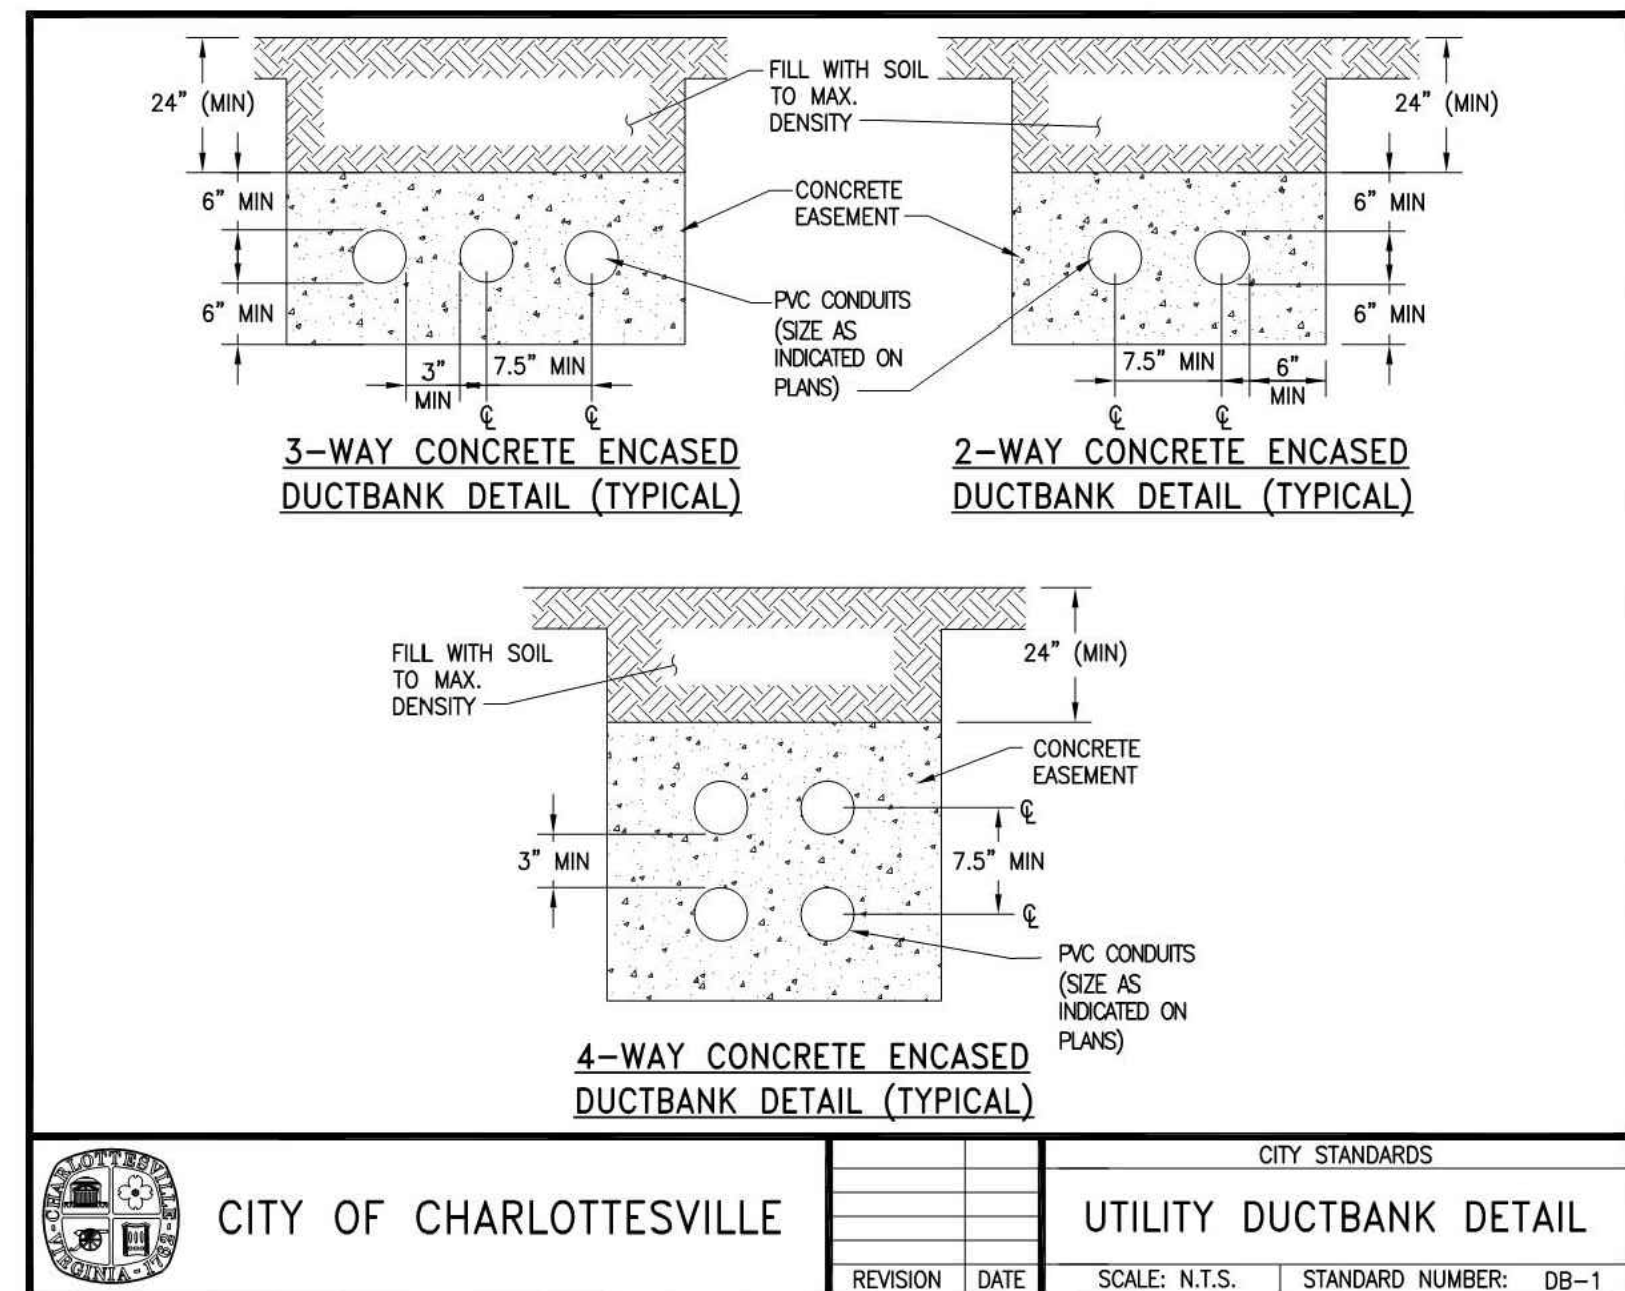 24” (MIN)
6” MIN
6” MIN
3” MIN
7.5” MIN
℄
℄
FILL WITH SOIL
TO MAX.
DENSITY
CONCRETE
EASEMENT
PVC CONDUITS
(SIZE AS
INDICATED ON
PLANS)
24” (MIN)
6” MIN
6” MIN
7.5” MIN
6” MIN
℄
℄
3–WAY CONCRETE ENCASED
DUCTBANK DETAIL (TYPICAL)
2–WAY CONCRETE ENCASED
DUCTBANK DETAIL (TYPICAL)
FILL WITH SOIL
TO MAX.
DENSITY
24” (MIN)
CONCRETE
EASEMENT
3” MIN
℄
7.5” MIN
℄
PVC CONDUITS
(SIZE AS
INDICATED ON
PLANS)
4–WAY CONCRETE ENCASED
DUCTBANK DETAIL (TYPICAL)
CHARLOTTESVILLE
VIRGINIA - 1762
CITY OF CHARLOTTESVILLE
REVISION DATE
CITY STANDARDS
UTILITY DUCTBANK DETAIL
SCALE: N.T.S. STANDARD NUMBER: DB–1